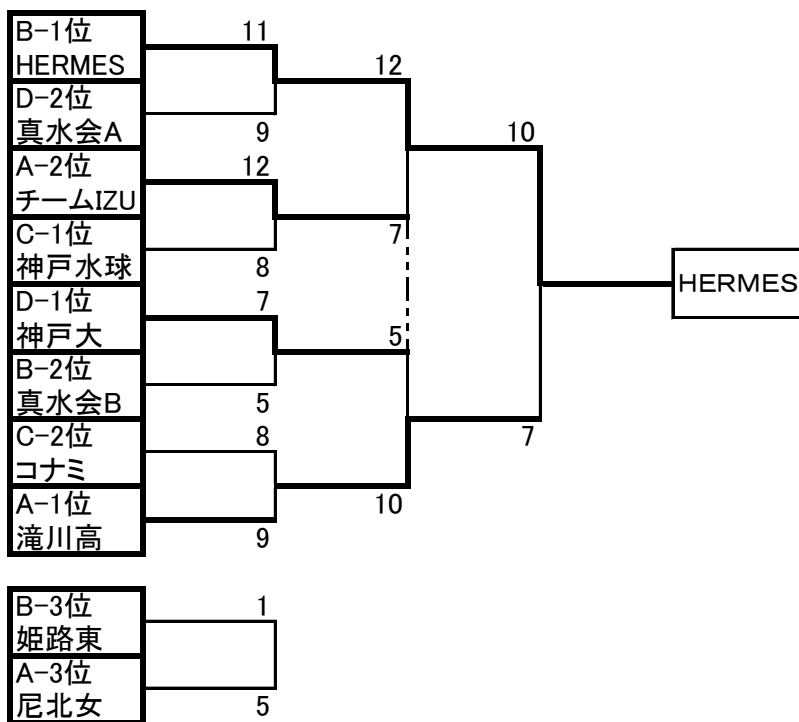 B-1位
HERMES
11
12
D-2位
真水会A
9
10
A-2位
チームIZU
12
C-1位
神戸水球
8
7
HERMES
D-1位
神戸大
7
5
B-2位
真水会B
5
C-2位
コナミ
8
7
A-1位
滝川高
9
10
B-3位
姫路東
1
A-3位
尼北女
5